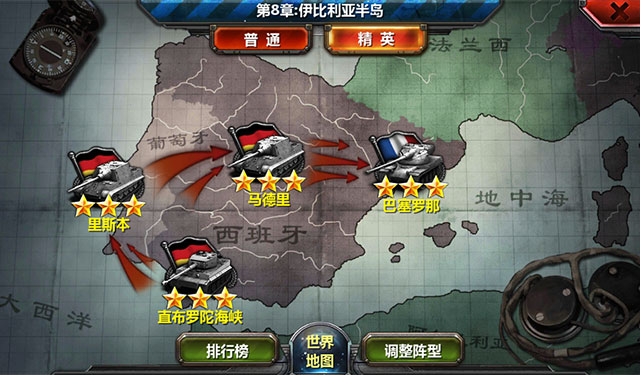 第8章:伊比利亚半岛
普通
精英
法兰西
葡萄牙
马德里
巴塞罗那
里斯本
地中海
西班牙
直布罗陀海峡
大西洋
利亚
排行榜
世界
地图
调整阵型